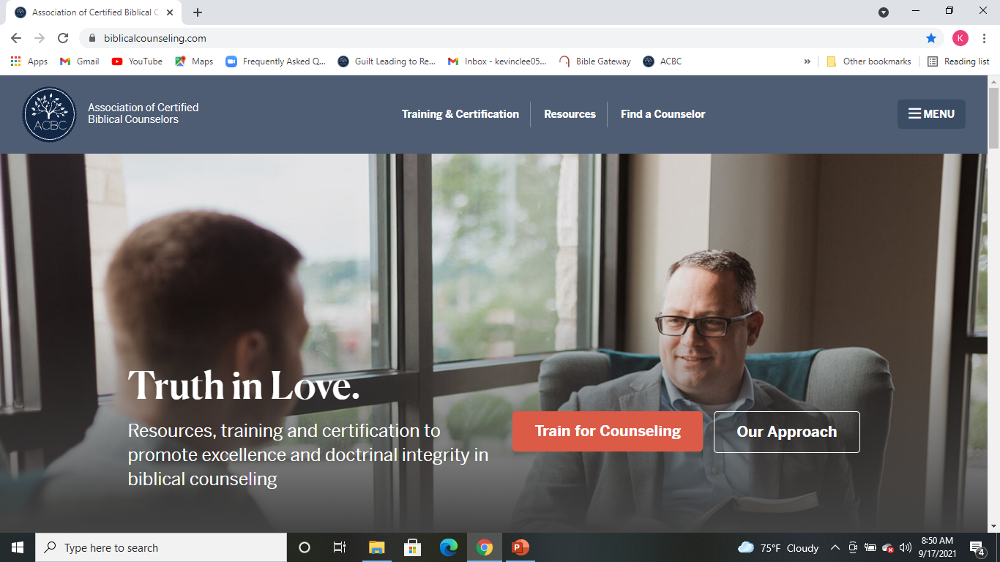 Association of Certified Biblical C
biblicalcounseling.com
K
Apps
Gmail
YouTube
Maps
Frequently Asked Q...
Guilt Leading to Re...
Inbox - kevinclee05...
Bible Gateway
ACBC
»
Other bookmarks
Reading list
ACBC
Association of Certified
Biblical Counselors
Training & Certification
Resources
Find a Counselor
MENU
Truth in Love.
Resources, training and certification to
promote excellence and doctrinal integrity in
biblical counseling
Train for Counseling
Our Approach
Type here to search
75°F Cloudy
8:50 AM
9/17/2021
4